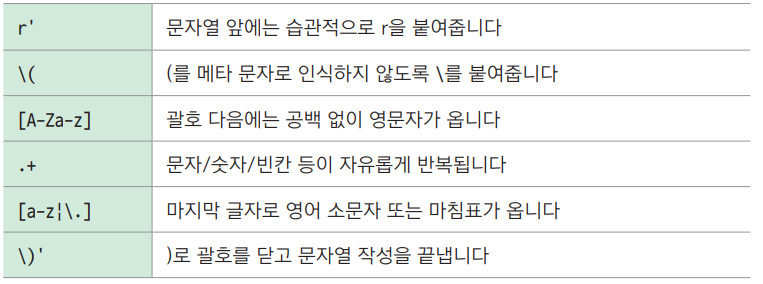 r' 문자열 앞에는 습관적으로 r을 붙여줍니다
\( (를 메타 문자로 인식하지 않도록 \를 붙여줍니다
[A-Za-z] 괄호 다음에는 공백 없이 영문자가 옵니다
.+ 문자/숫자/빈칸 등이 자유롭게 반복됩니다
[a-z¦\.] 마지막 글자로 영어 소문자 또는 마침표가 옵니다
\)' )로 괄호를 닫고 문자열 작성을 끝냅니다